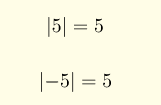 |5| = 5
|−5| = 5